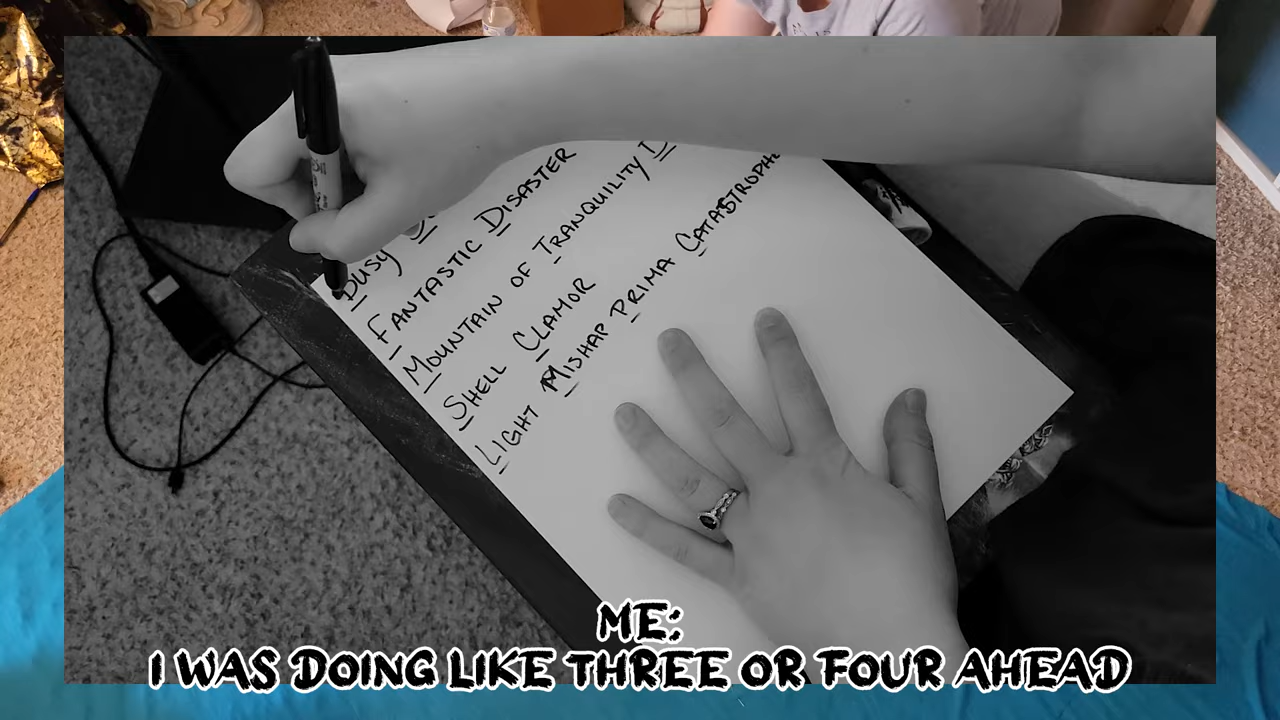 BUSY
FANTASTIC DISASTER
MOUNTAIN OF TRANQUILITY I
SHELL CLAMOR
LIGHT MISHAP PRIMA CATASTROPHE
ME:
I WAS DOING LIKE THREE OR FOUR AHEAD